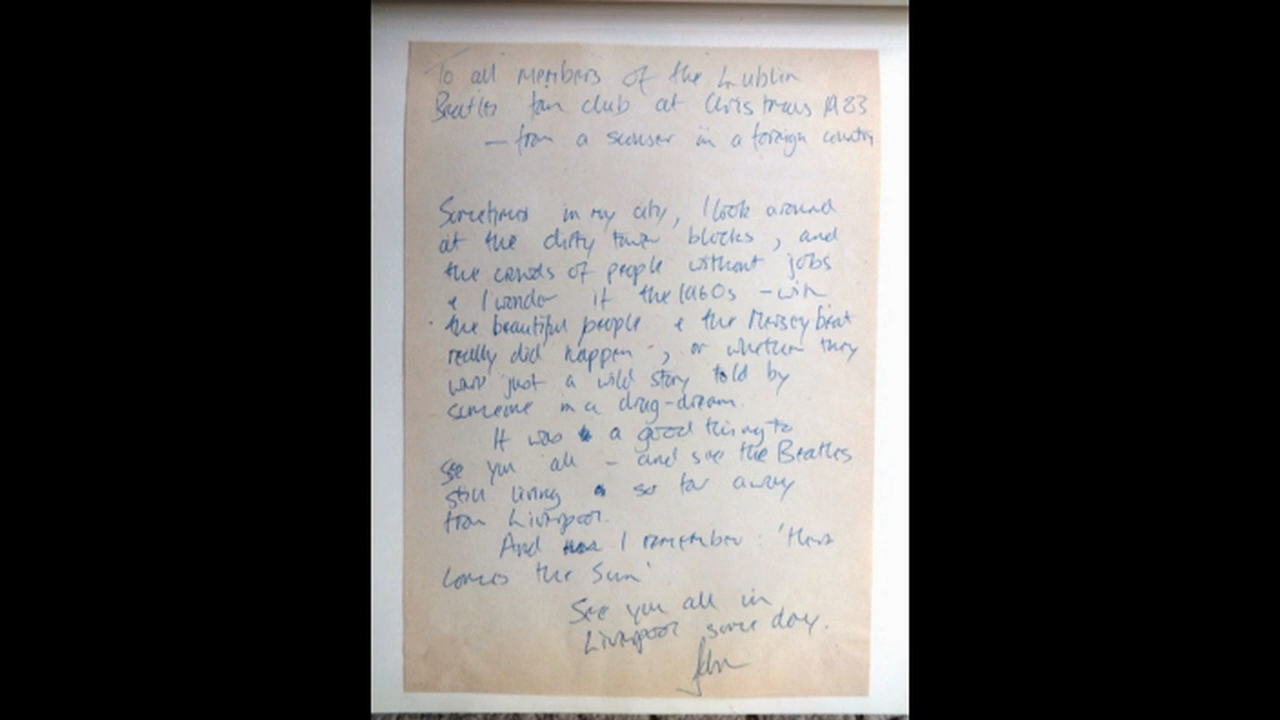 To all members of the Lublin
Beatles fan club at Christmas 1983
— from a scouser in a foreign country
Sometimes in my city, I look around
at the dirty tower blocks, and
the crowds of people without jobs
& I wonder if the 1960s – with
the beautiful people & the Mersey beat
really did happen, or whether they
were just a wild story told by
someone in a drug-dream.
It was a good thing to
see you all – and see the Beatles
still living so far away
from Liverpool.
And I remember: 'Here
Comes the Sun'
See you all in
Liverpool some day.
John